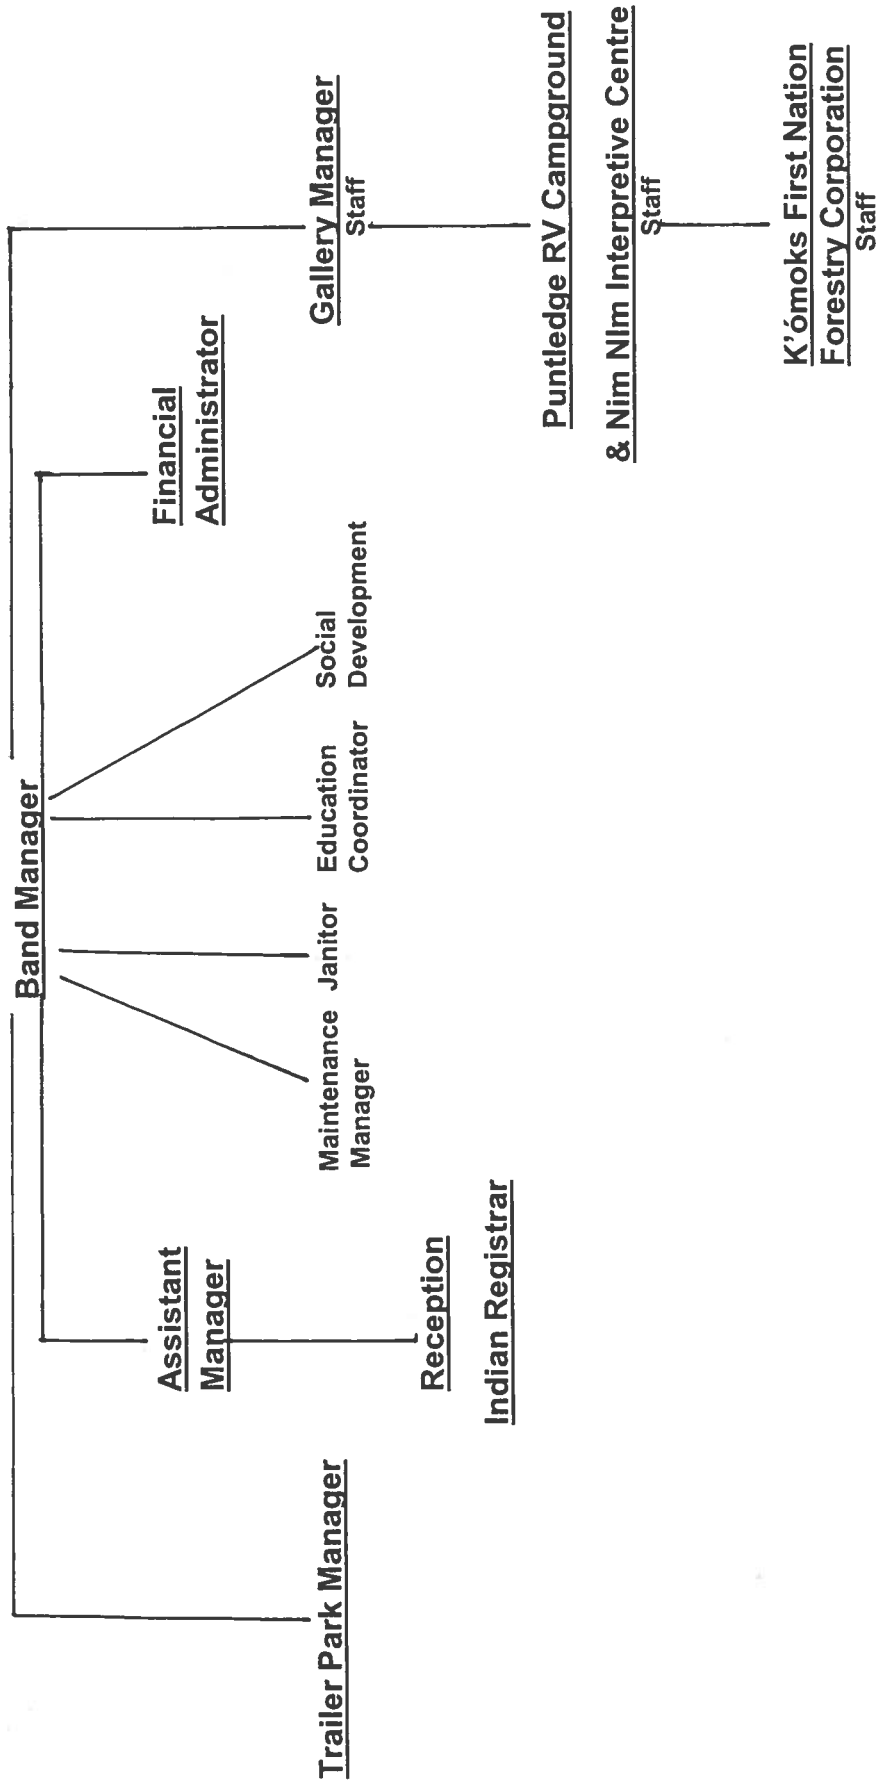 Band Manager
Assistant
Manager
Financial
Administrator
Trailer Park Manager
Maintenance
Manager
Janitor
Education
Coordinator
Social
Development
Gallery Manager
Staff
Reception
Indian Registrar
Puntledge RV Campground
& Nim NIm Interpretive Centre
Staff
K'ómoks First Nation
Forestry Corporation
Staff